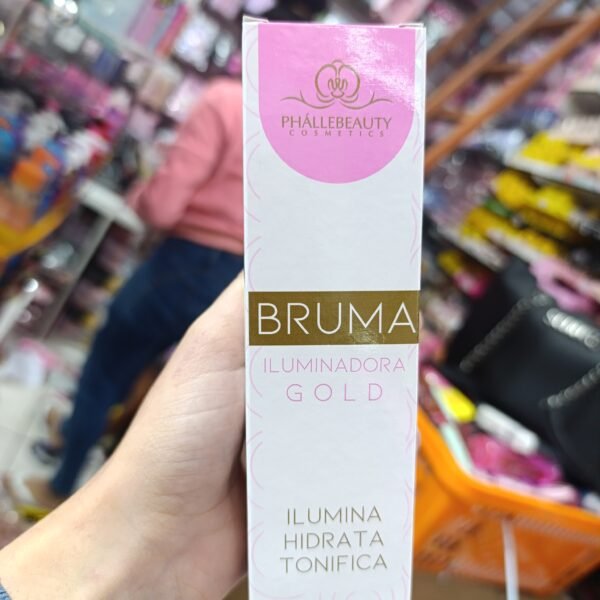 PHÁLLEBEAUTY
COSMETICS
BRUMA
ILUMINADORA
GOLD
ILUMINA
HIDRATA
TONIFICA